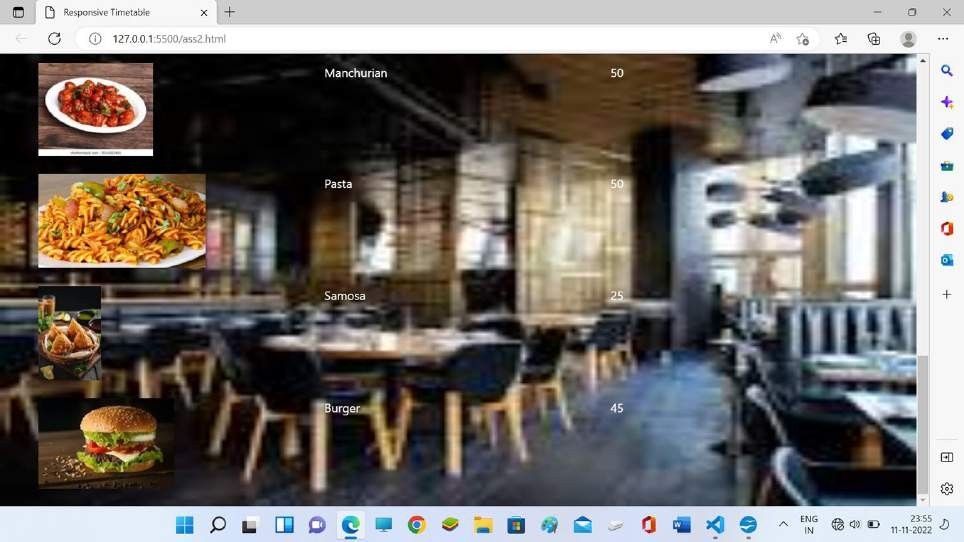 Responsive Timetable
127.0.0.1:5500/ass2.html
Manchurian 50
Pasta 50
Samosa 25
Burger 45
ENG
IN
23:55
11-11-2022